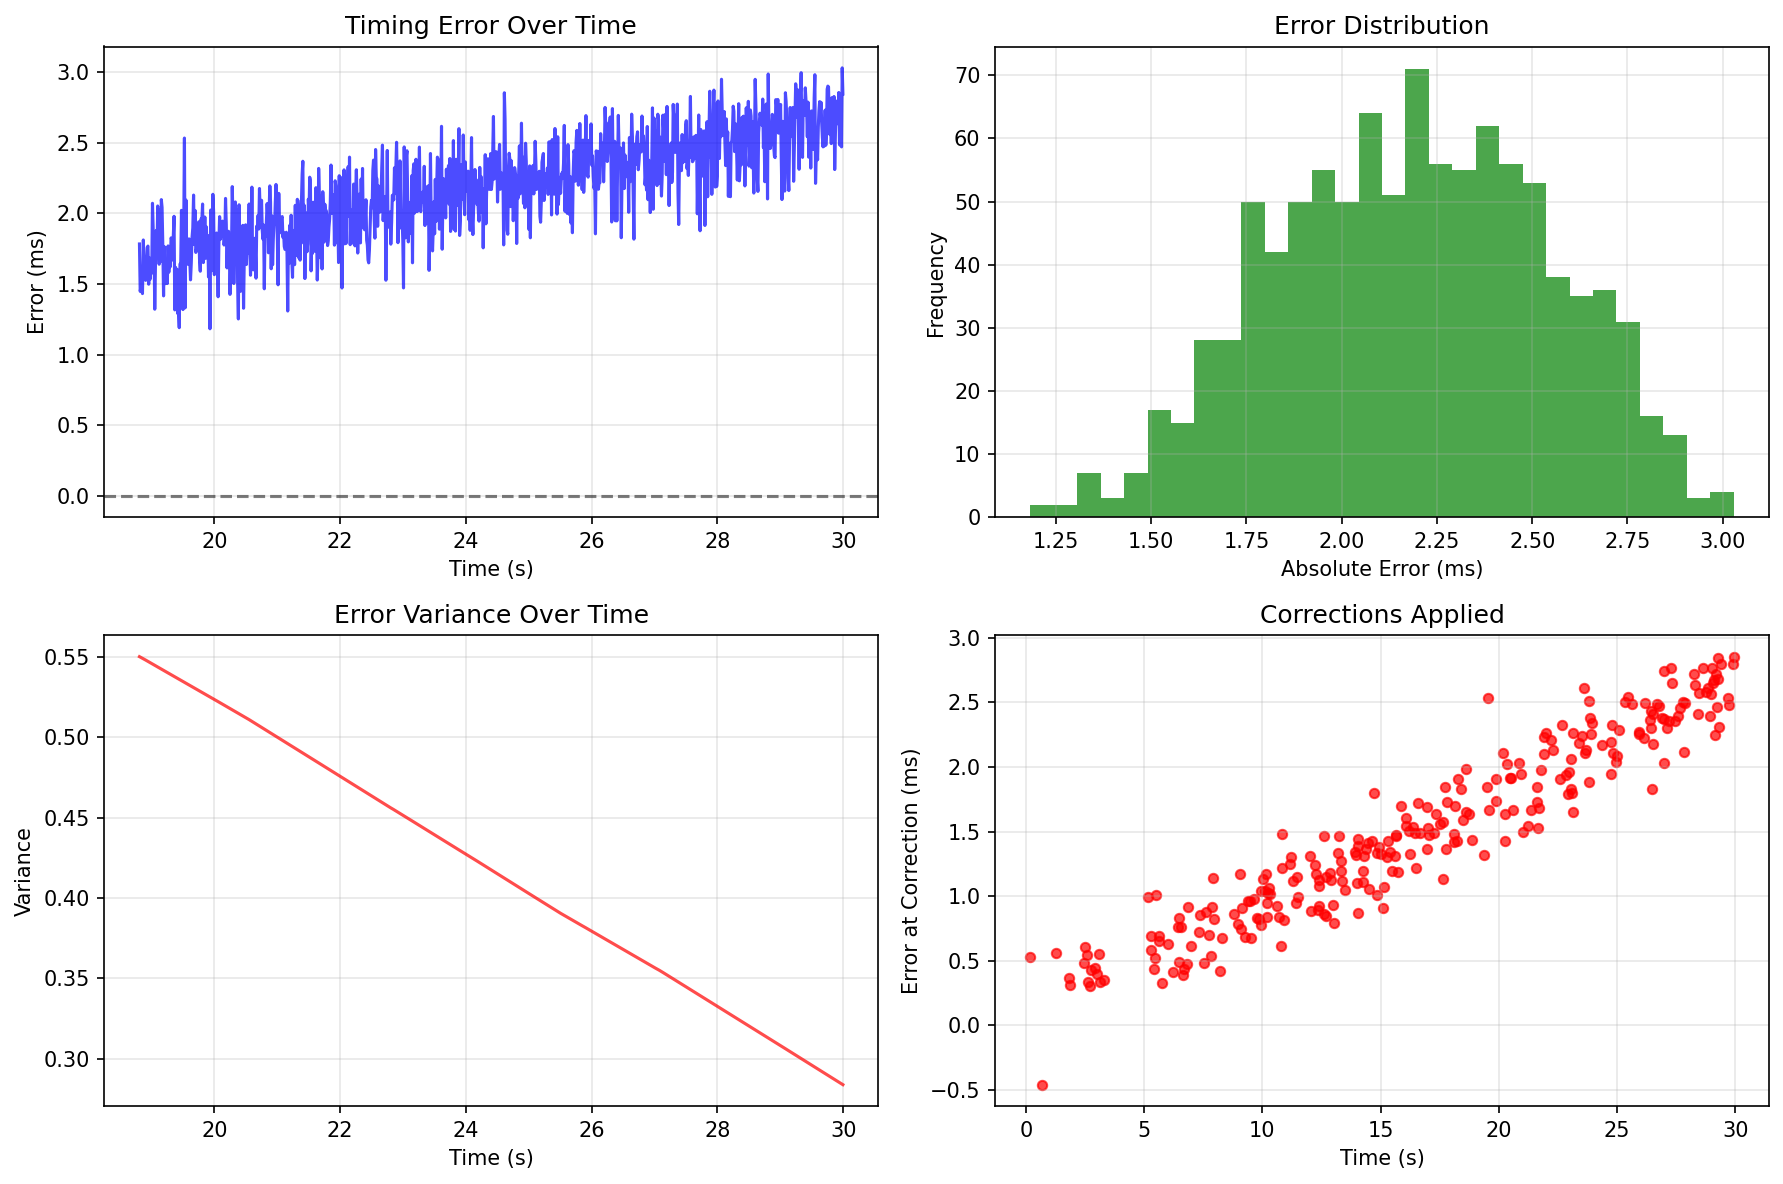 Timing Error Over Time
Error (ms)
3.0
2.5
2.0
1.5
1.0
0.5
0.0
20 22 24 26 28 30
Time (s)
Error Distribution
Frequency
70
60
50
40
30
20
10
0
1.25 1.50 1.75 2.00 2.25 2.50 2.75 3.00
Absolute Error (ms)
Error Variance Over Time
Variance
0.55
0.50
0.45
0.40
0.35
0.30
20 22 24 26 28 30
Time (s)
Corrections Applied
Error at Correction (ms)
3.0
2.5
2.0
1.5
1.0
0.5
0.0
−0.5
0 5 10 15 20 25 30
Time (s)